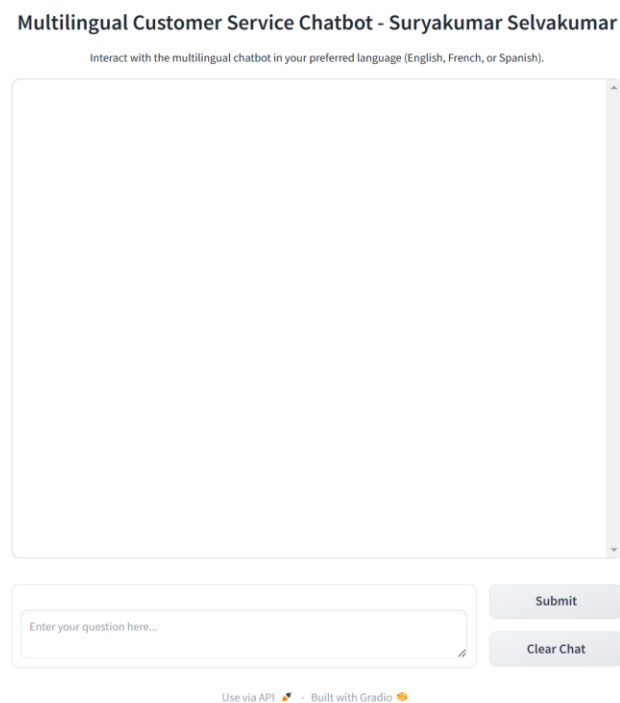 Multilingual Customer Service Chatbot - Suryakumar Selvakumar
Interact with the multilingual chatbot in your preferred language (English, French, or Spanish).
Submit
Enter your question here...
Clear Chat
Use via API · Built with Gradio